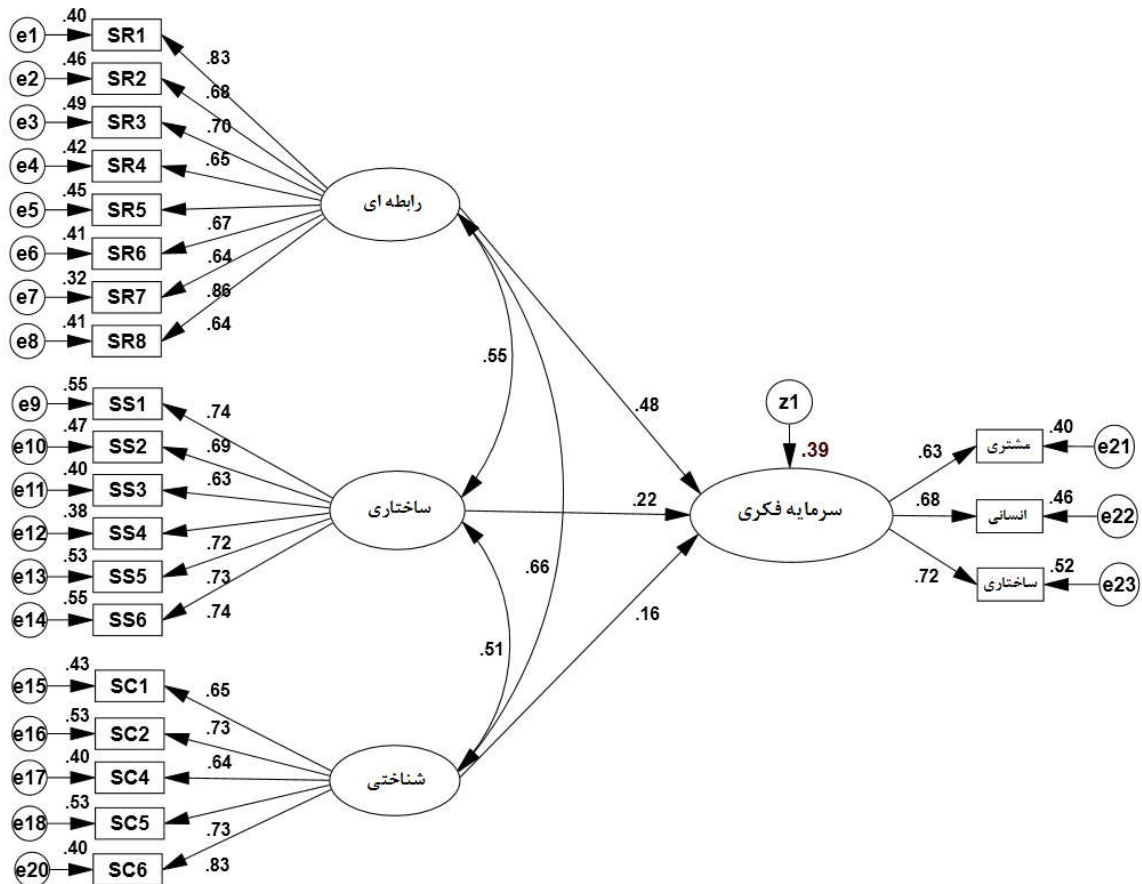 .40
e1 SR1
.83
.46
e2 SR2
.68
.49
e3 SR3
.70
.42
e4 SR4
.65
.45
e5 SR5
.67
.41
e6 SR6
.64
.32
e7 SR7
.86
.41
e8 SR8
.64
رابطه ای
.55
e9 SS1
.74
.47
e10 SS2
.69
.40
e11 SS3
.63
.38
e12 SS4
.72
.53
e13 SS5
.73
.55
e14 SS6
.74
ساختاری
.43
e15 SC1
.65
.53
e16 SC2
.73
.40
e17 SC4
.64
.53
e18 SC5
.73
.40
e20 SC6
.83
شناختی
.55
.66
.51
.48
.22
.16
z1
.39
سرمایه فکری
.63
مشتری
.40
e21
.68
انسانی
.46
e22
.72
ساختاری
.52
e23